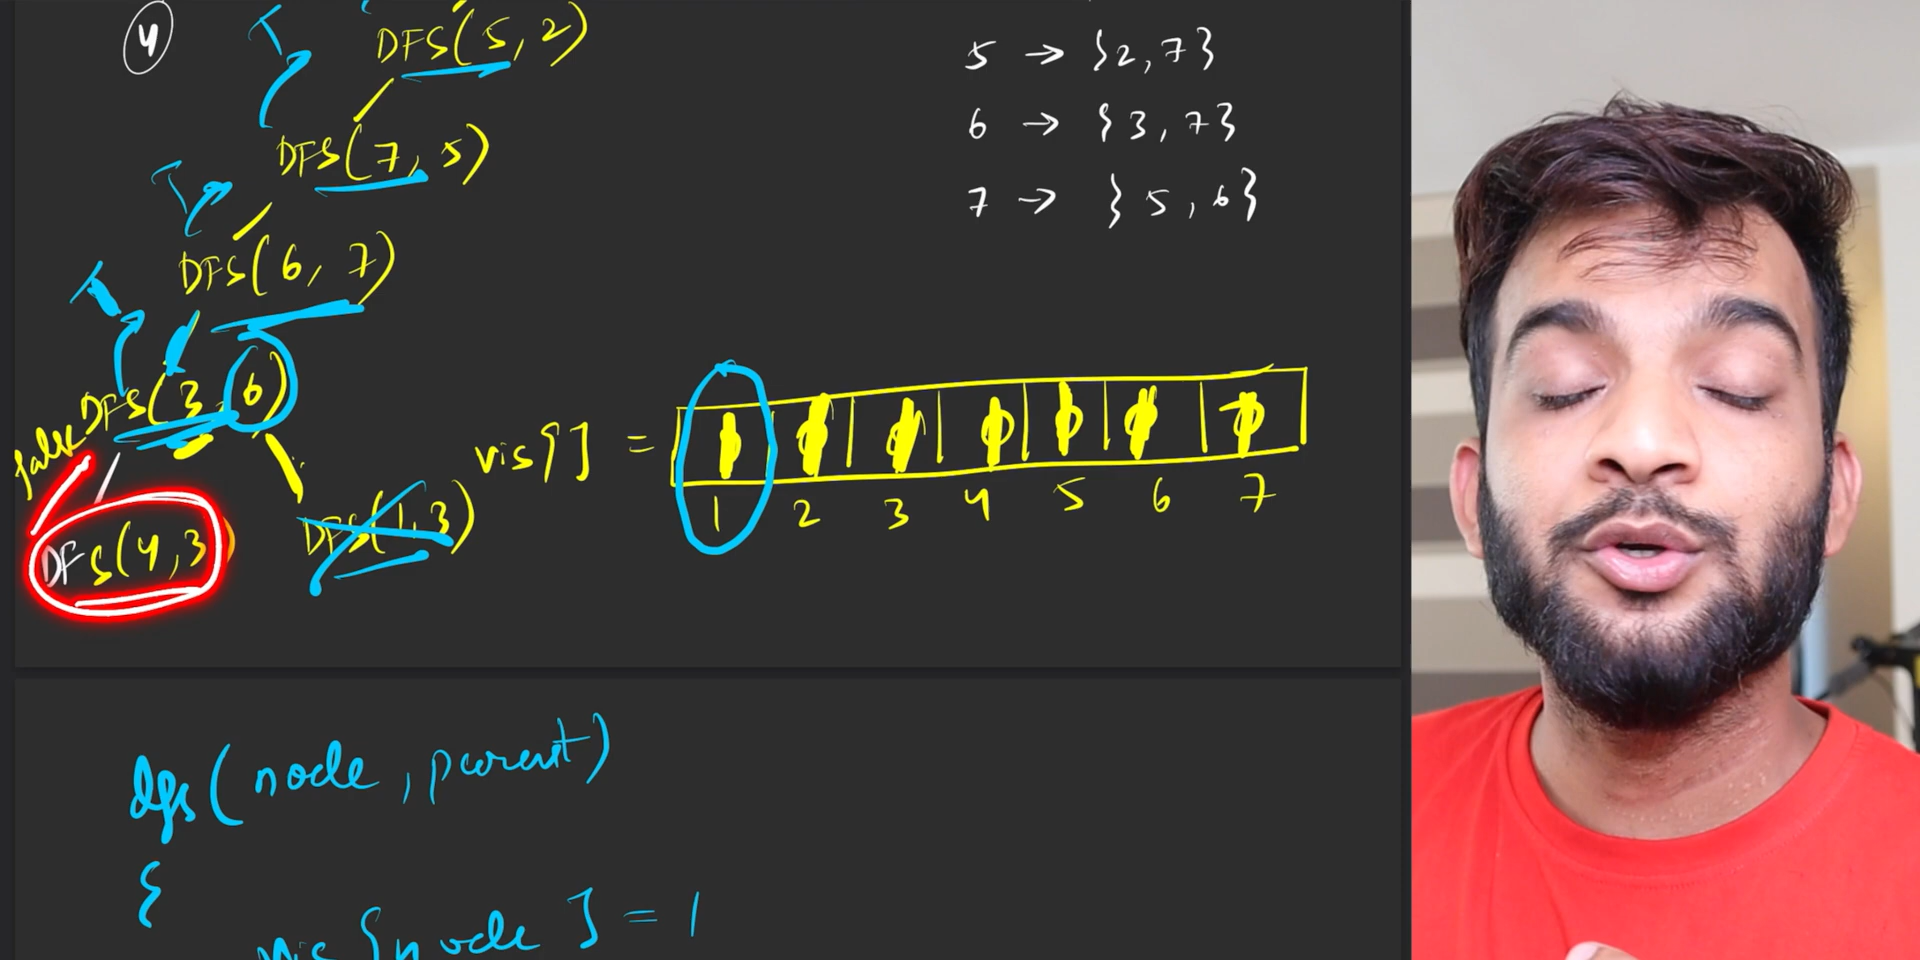 4
T
DFS(5, 2)
5 → {2, 7}
T
DFS(7, 5)
6 → {3, 7}
7 → {5, 6}
T
DFS(6, 7)
false DFS(3, 6)
vis[] =
DFS(4, 3)
DFS(1, 3)
1 2 3 4 5 6 7
dfs(node, parent)
{
vis[node] = 1